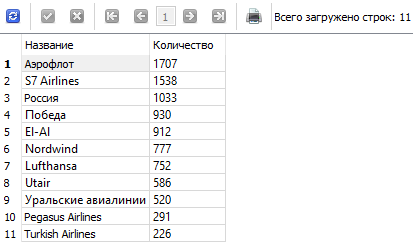 1
Всего загружено строк: 11
Название Количество
1 Аэрофлот 1707
2 S7 Airlines 1538
3 Россия 1033
4 Победа 930
5 El-Al 912
6 Nordwind 777
7 Lufthansa 752
8 Utair 586
9 Уральские авиалинии 520
10 Pegasus Airlines 291
11 Turkish Airlines 226